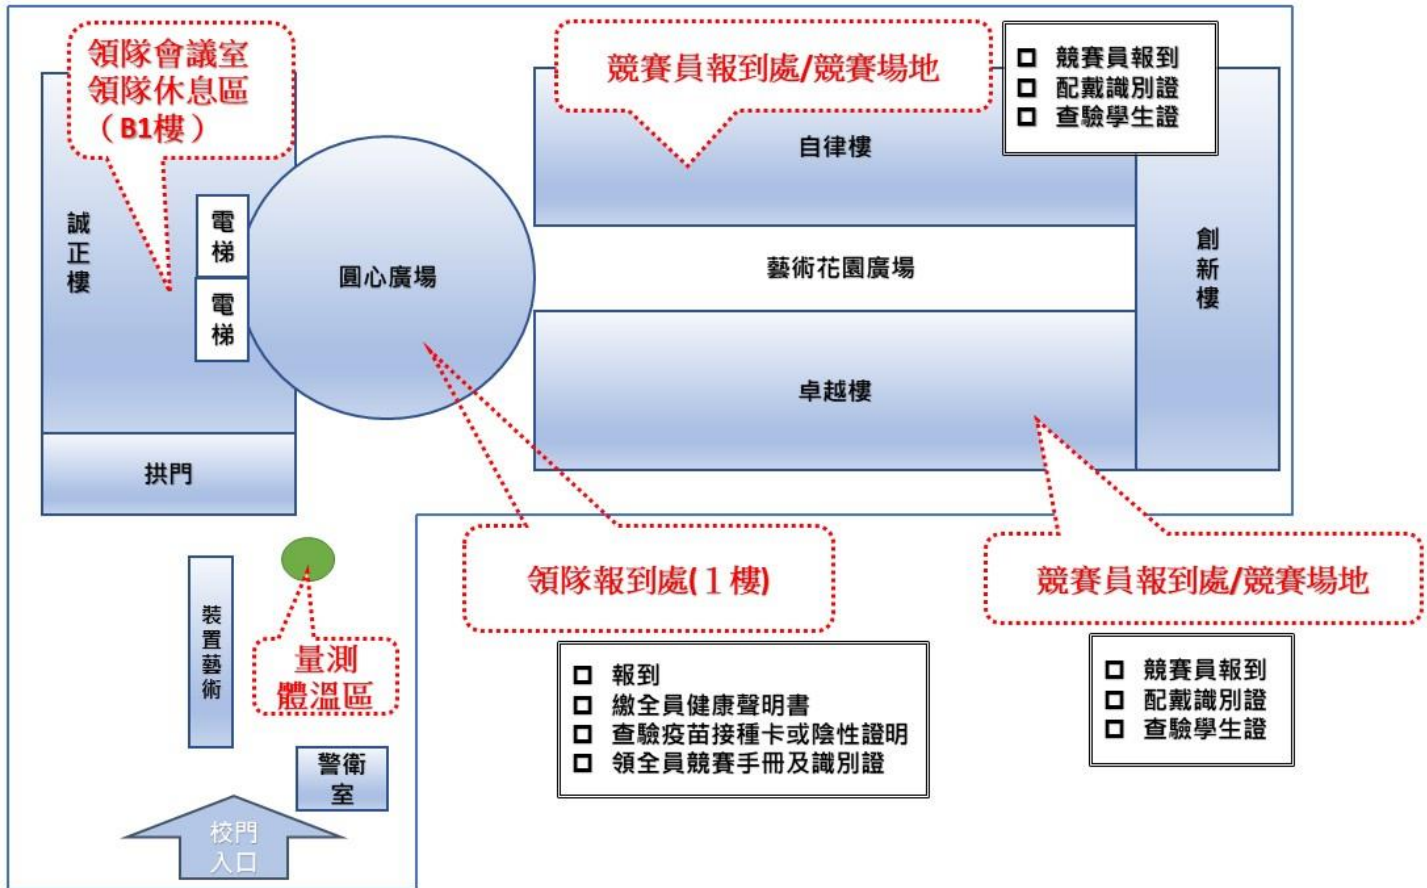 領隊會議室
領隊休息區
（B1樓）
競賽員報到處/競賽場地
□ 競賽員報到
□ 配戴識別證
□ 查驗學生證
自律樓
誠正樓
電梯
電梯
圓心廣場
藝術花園廣場
創新樓
卓越樓
拱門
領隊報到處(１樓)
競賽員報到處/競賽場地
裝置藝術
量測
體溫區
□ 報到
□ 繳全員健康聲明書
□ 查驗疫苗接種卡或陰性證明
□ 領全員競賽手冊及識別證
□ 競賽員報到
□ 配戴識別證
□ 查驗學生證
警衛
室
校門
入口